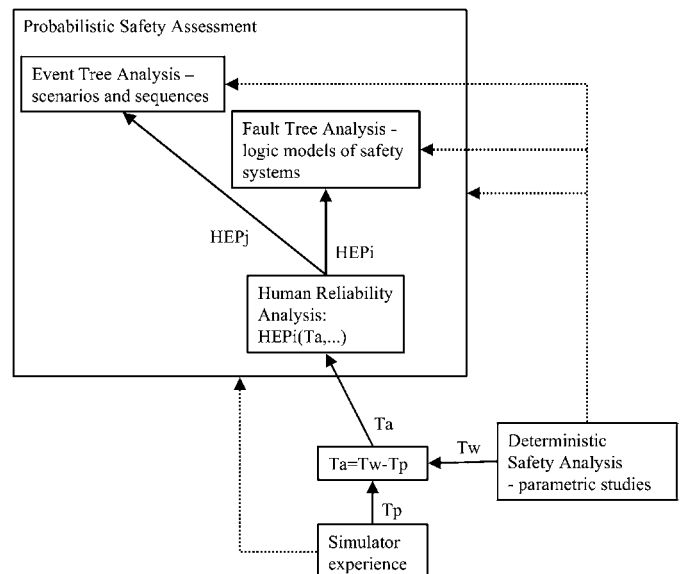 Probabilistic Safety Assessment
Event Tree Analysis –
scenarios and sequences
Fault Tree Analysis -
logic models of safety
systems
HEPj
HEPi
Human Reliability
Analysis:
HEPi(Ta,...)
Ta
Ta=Tw-Tp
Tw
Deterministic
Safety Analysis
- parametric studies
Tp
Simulator
experience